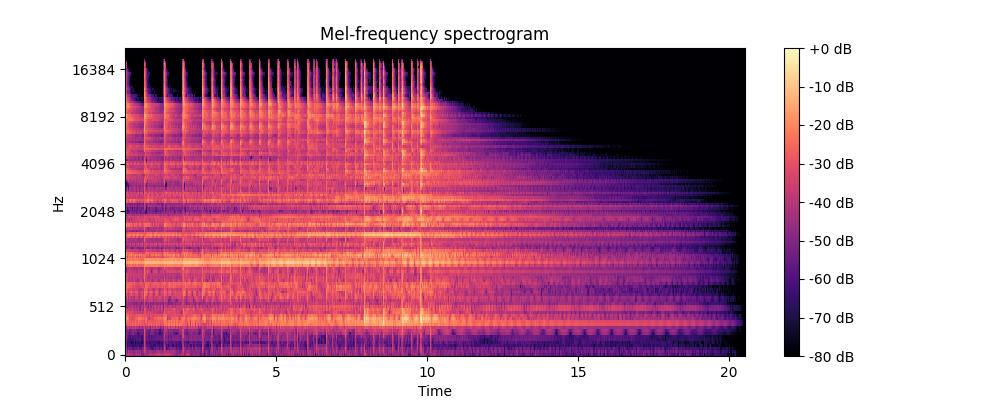 Mel-frequency spectrogram
Hz
16384
8192
4096
2048
1024
512
0
0 5 10 15 20
Time
+0 dB
-10 dB
-20 dB
-30 dB
-40 dB
-50 dB
-60 dB
-70 dB
-80 dB